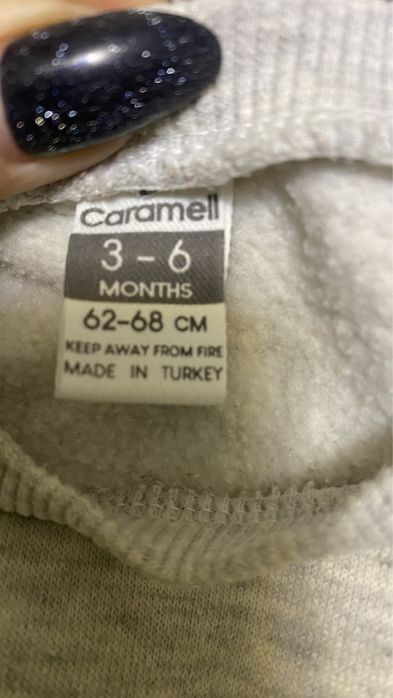 Caramell
3 - 6
MONTHS
62-68 CM
KEEP AWAY FROM FIRE
MADE IN TURKEY